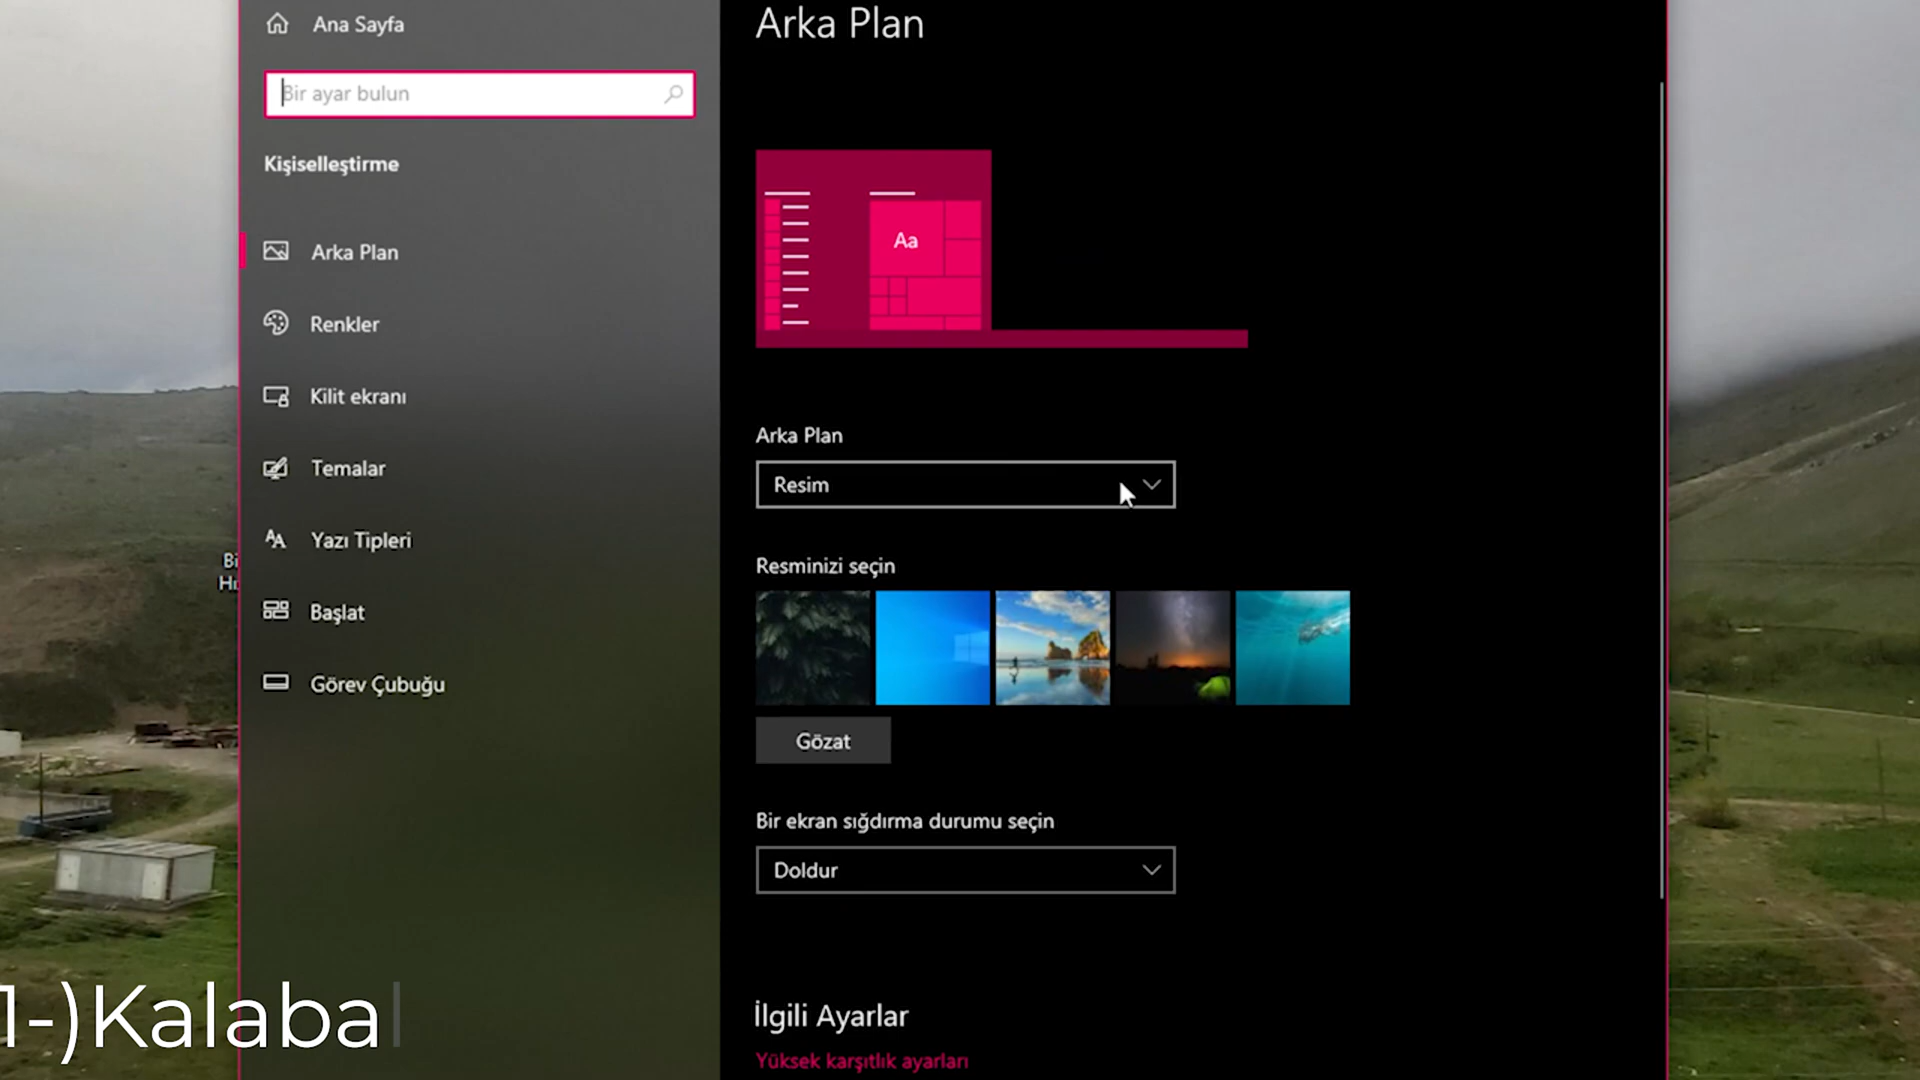 Ana Sayfa
Bir ayar bulun
Kişiselleştirme
Arka Plan
Renkler
Kilit ekranı
Temalar
Yazı Tipleri
Başlat
Görev Çubuğu
Arka Plan
Aa
Arka Plan
Resim
Resminizi seçin
Gözat
Bir ekran sığdırma durumu seçin
Doldur
İlgili Ayarlar
Yüksek karşıtlık ayarları
1-)Kalabal